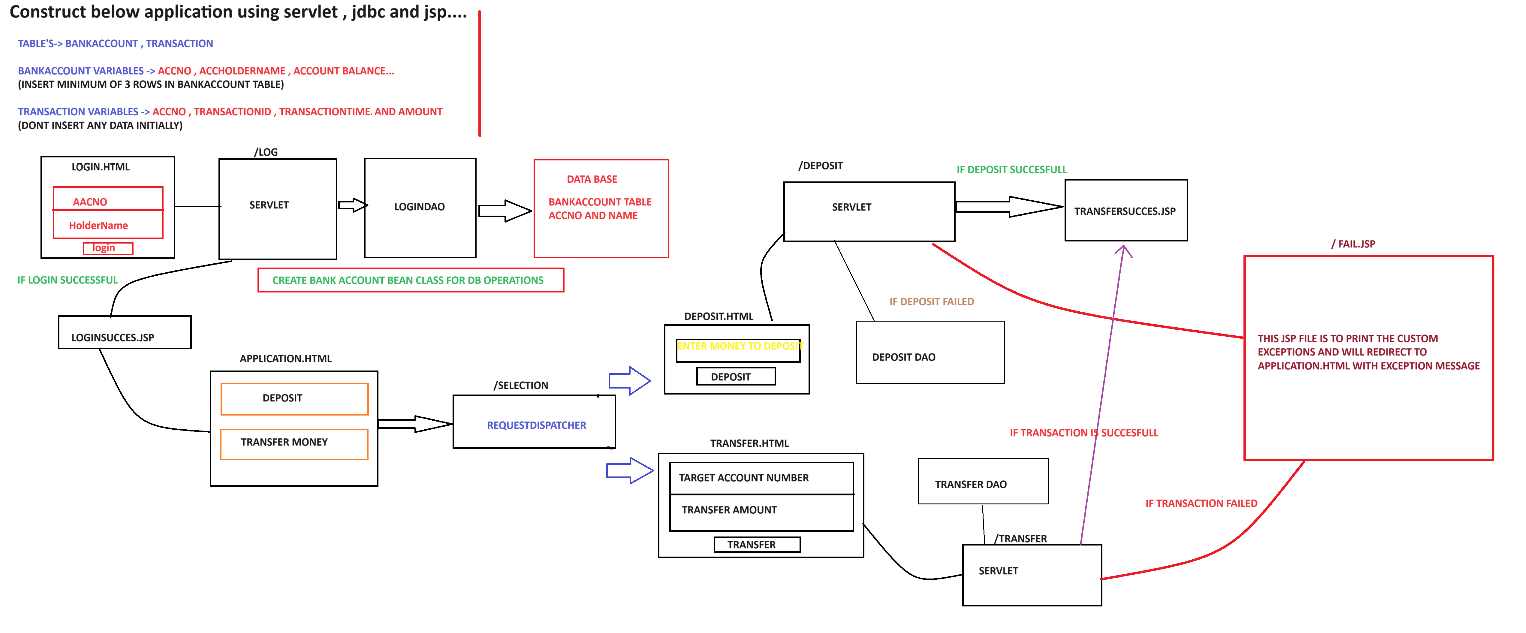 Construct below application using servlet , jdbc and jsp....
TABLE'S-> BANKACCOUNT , TRANSACTION
BANKACCOUNT VARIABLES -> ACCNO , ACCHOLDERNAME , ACCOUNT BALANCE...
(INSERT MINIMUM OF 3 ROWS IN BANKACCOUNT TABLE)
TRANSACTION VARIABLES -> ACCNO , TRANSACTIONID , TRANSACTIONTIME. AND AMOUNT
(DONT INSERT ANY DATA INITIALLY)
LOGIN.HTML
AACNO
HolderName
login
/LOG
SERVLET
LOGINDAO
DATA BASE
BANKACCOUNT TABLE
ACCNO AND NAME
IF LOGIN SUCCESSFUL
CREATE BANK ACCOUNT BEAN CLASS FOR DB OPERATIONS
LOGINSUCCES.JSP
APPLICATION.HTML
DEPOSIT
TRANSFER MONEY
/SELECTION
REQUESTDISPATCHER
DEPOSIT.HTML
ENTER MONEY TO DEPOSIT
DEPOSIT
TRANSFER.HTML
TARGET ACCOUNT NUMBER
TRANSFER AMOUNT
TRANSFER
/DEPOSIT
SERVLET
IF DEPOSIT SUCCESFULL
TRANSFERSUCCES.JSP
IF DEPOSIT FAILED
DEPOSIT DAO
/ FAIL.JSP
THIS JSP FILE IS TO PRINT THE CUSTOM
EXCEPTIONS AND WILL REDIRECT TO
APPLICATION.HTML WITH EXCEPTION MESSAGE
IF TRANSACTION IS SUCCESFULL
TRANSFER DAO
IF TRANSACTION FAILED
/TRANSFER
SERVLET